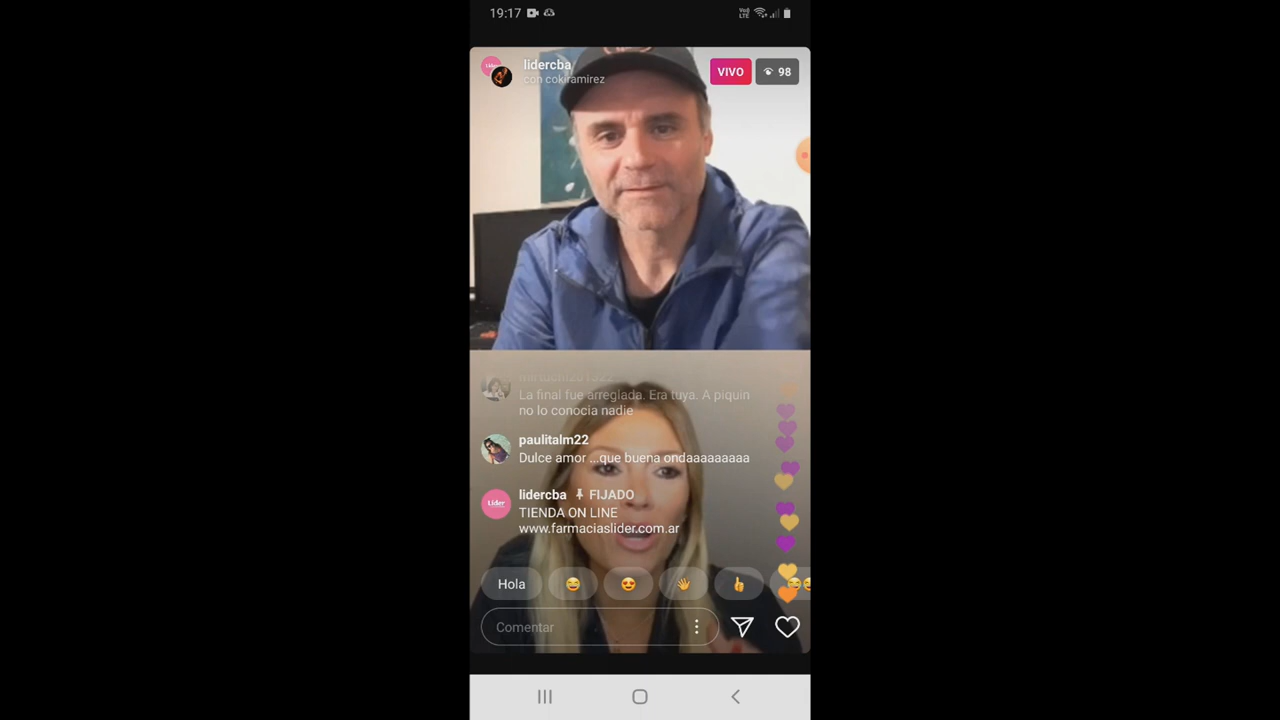 19:17
lidercba
con cokiramirez
VIVO
98
La final fue arreglada. Era tuya. A piquin
no lo conocia nadie
paulitalm22
Dulce amor ...que buena ondaaaaaaaaa
lidercba FIJADO
TIENDA ON LINE
www.farmaciaslider.com.ar
Hola
Comentar